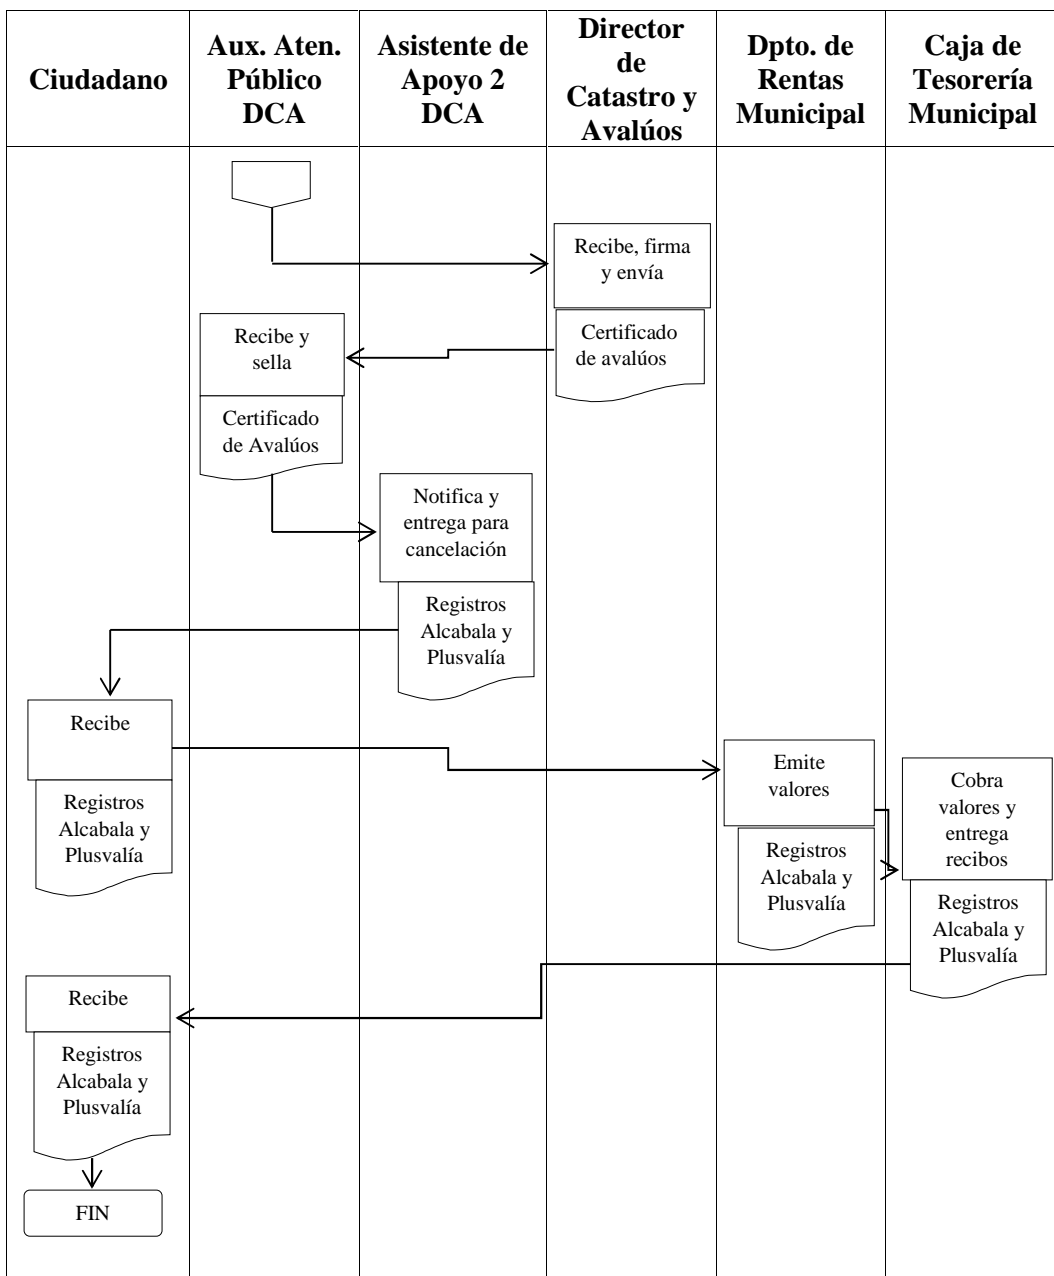 Ciudadano
Aux. Aten.
Público
DCA
Asistente de
Apoyo 2
DCA
Director
de
Catastro y
Avalúos
Dpto. de
Rentas
Municipal
Caja de
Tesorería
Municipal
Recibe, firma
y envía
Certificado
de avalúos
Recibe y
sella
Certificado
de Avalúos
Notifica y
entrega para
cancelación
Registros
Alcabala y
Plusvalía
Recibe
Registros
Alcabala y
Plusvalía
Emite
valores
Registros
Alcabala y
Plusvalía
Cobra
valores y
entrega
recibos
Registros
Alcabala y
Plusvalía
Recibe
Registros
Alcabala y
Plusvalía
FIN